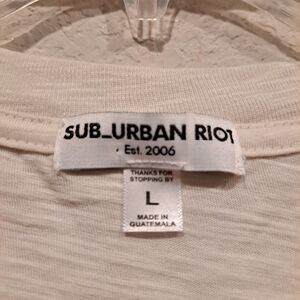 SUB_URBAN RIOT
Est. 2006
THANKS FOR
STOPPING BY
L
MADE IN
GUATEMALA